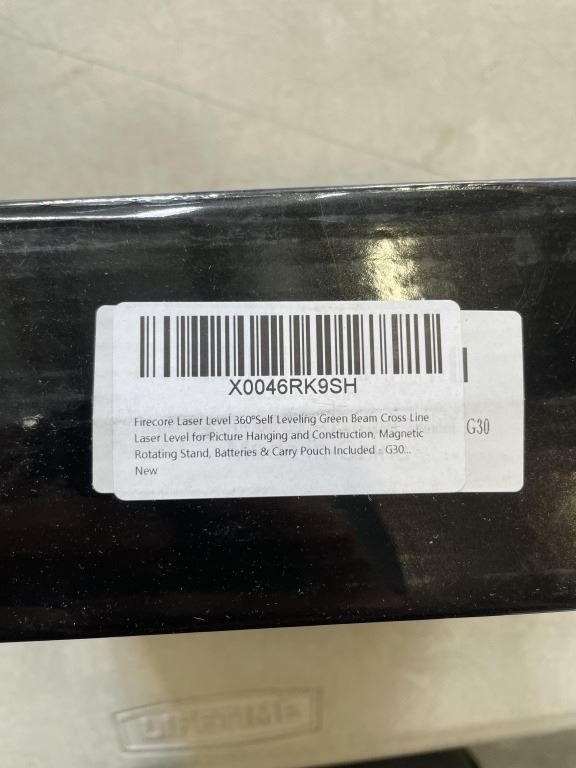 X0046RK9SH
Firecore Laser Level 360°Self Leveling Green Beam Cross Line
Laser Level for Picture Hanging and Construction, Magnetic
Rotating Stand, Batteries & Carry Pouch Included - G30...
New
G30